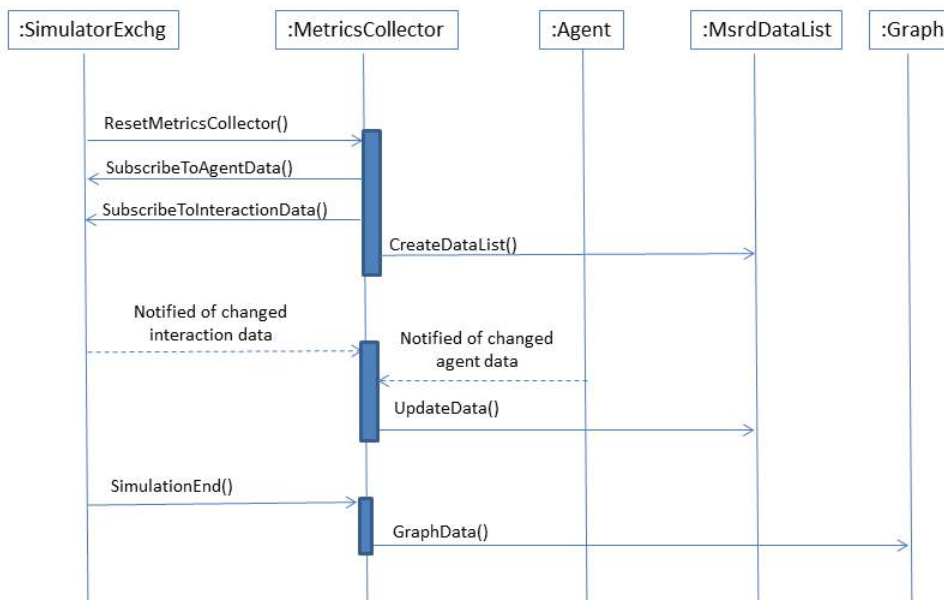 :SimulatorExchg
:MetricsCollector
:Agent
:MsrdDataList
:Graph
ResetMetricsCollector()
SubscribeToAgentData()
SubscribeToInteractionData()
CreateDataList()
Notified of changed
interaction data
Notified of changed
agent data
UpdateData()
SimulationEnd()
GraphData()